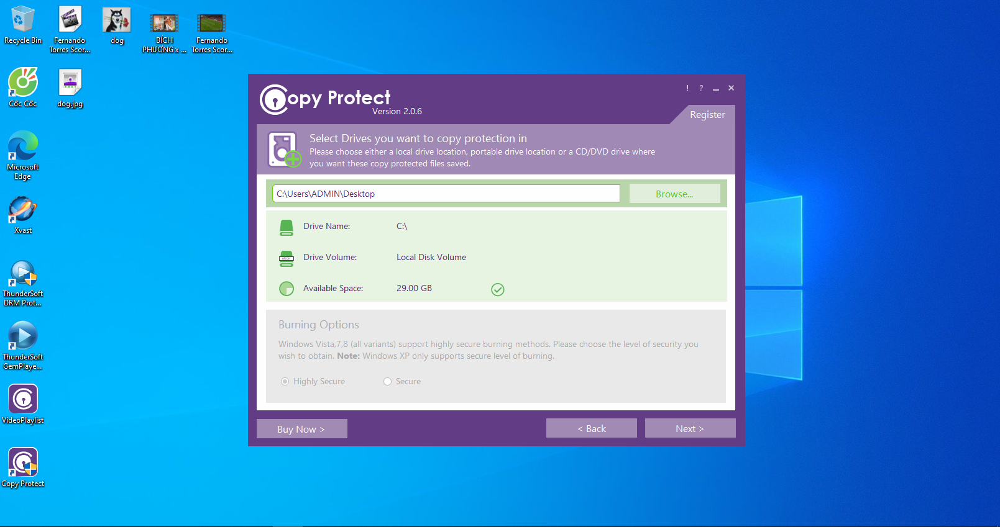 Recycle Bin
Fernando
Torres Scor...
dog
BÍCH
PHƯƠNG x ...
Fernando
Torres Scor...
Cốc Cốc
dog.jpg
Microsoft
Edge
Xvast
ThunderSoft
DRM Prot...
ThunderSoft
GemPlaye...
VideoPlaylist
Copy Protect
Copy Protect
Version 2.0.6
! ?
Register
Select Drives you want to copy protection in
Please choose either a local drive location, portable drive location or a CD/DVD drive where
you want these copy protected files saved.
C:\Users\ADMIN\Desktop
Browse...
Drive Name: C:\
Drive Volume: Local Disk Volume
Available Space: 29.00 GB
Burning Options
Windows Vista,7,8 (all variants) support highly secure burning methods. Please choose the level of security you
wish to obtain. Note: Windows XP only supports secure level of burning.
Highly Secure
Secure
Buy Now >
< Back
Next >